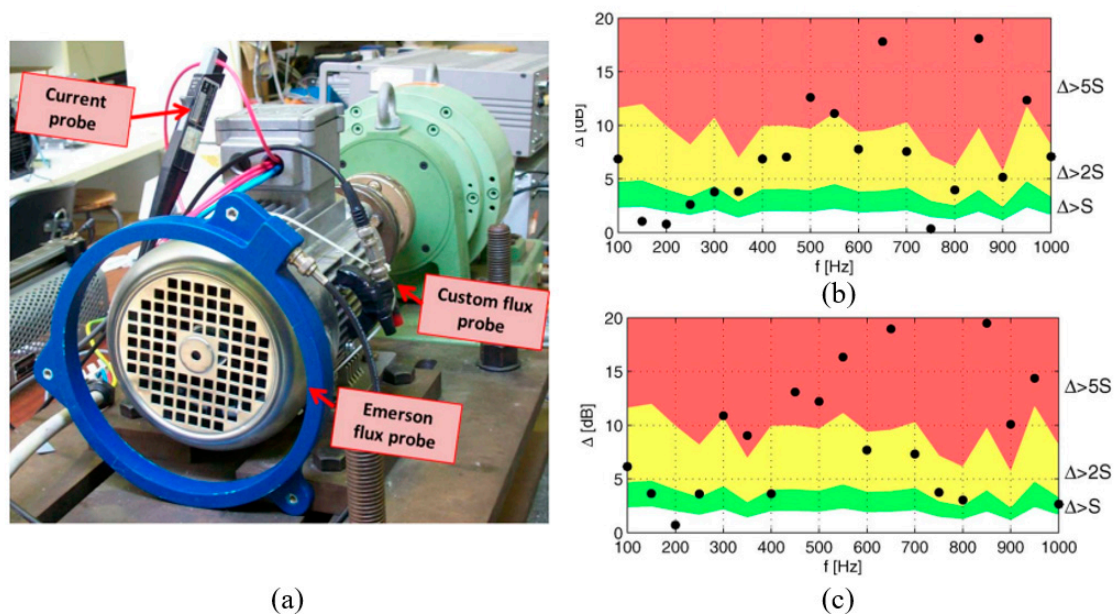 Current
probe
Custom flux
probe
Emerson
flux probe
(a)
20
15
10
5
0
Δ [dB]
100 200 300 400 500 600 700 800 900 1000
f [Hz]
Δ>5S
Δ>2S
Δ>S
(b)
20
15
10
5
0
Δ [dB]
100 200 300 400 500 600 700 800 900 1000
f [Hz]
Δ>5S
Δ>2S
Δ>S
(c)